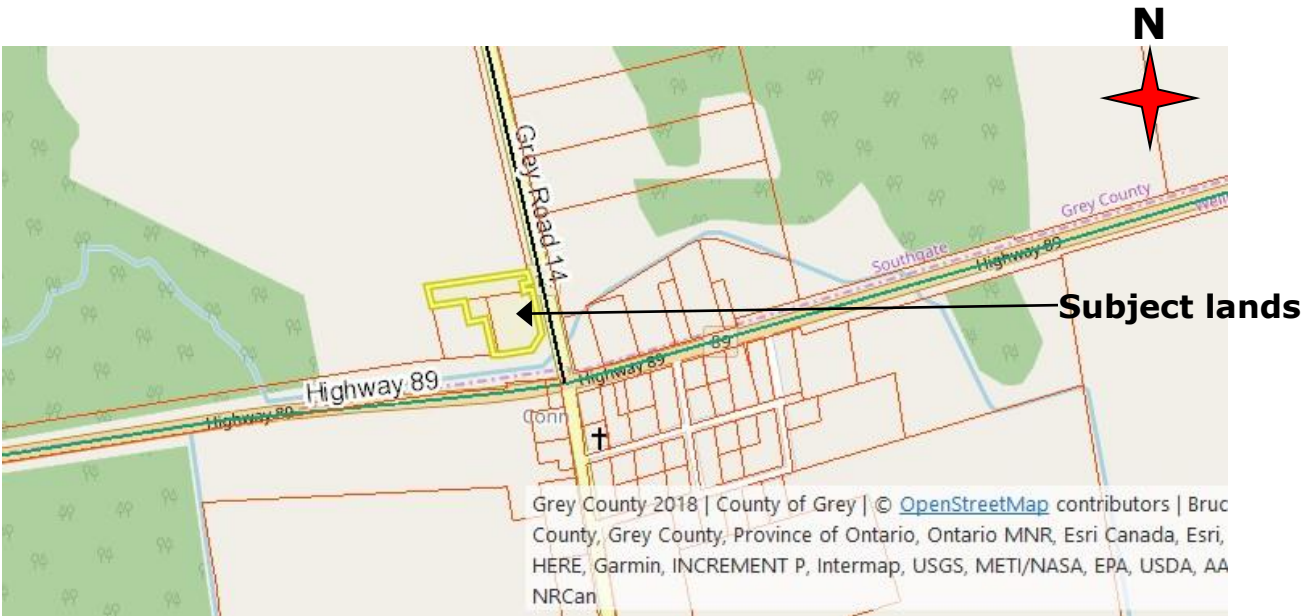 N
Grey Road 14
Grey County
Southgate
Highway 89
Subject lands
89
Highway 89
Highway 89
Highway 89
Conn
Grey County 2018 | County of Grey | © OpenStreetMap contributors | Bruc
County, Grey County, Province of Ontario, Ontario MNR, Esri Canada, Esri,
HERE, Garmin, INCREMENT P, Intermap, USGS, METI/NASA, EPA, USDA, AA
NRCan